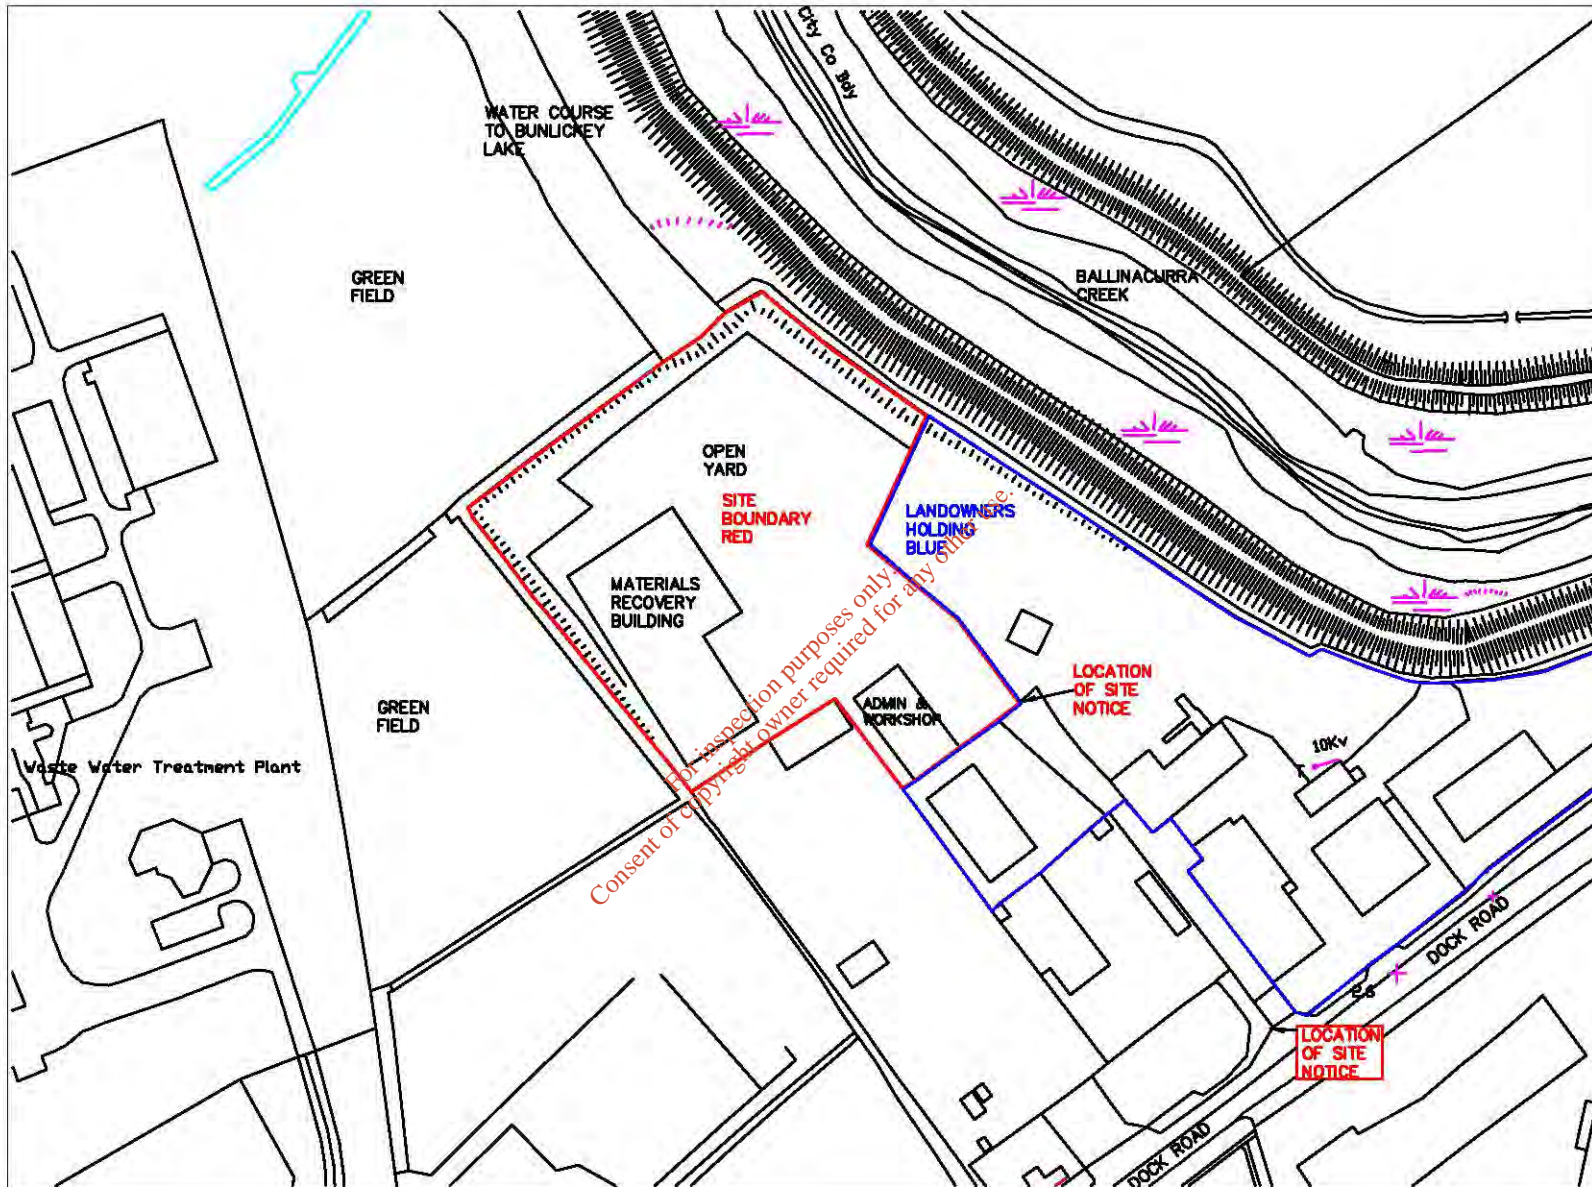 City Co Bdy
WATER COURSE
TO BUNLICKEY
LAKE
GREEN
FIELD
BALLINACURRA
CREEK
OPEN
YARD
SITE
BOUNDARY
RED
LANDOWNERS
HOLDING
BLUE
MATERIALS
RECOVERY
BUILDING
LOCATION
OF SITE
NOTICE
ADMIN &
WORKSHOP
GREEN
FIELD
10Kv
Waste Water Treatment Plant
For inspection purposes only.
Consent of copyright owner required for any other use.
DOCK ROAD
2.6
LOCATION
OF SITE
NOTICE
DOCK ROAD